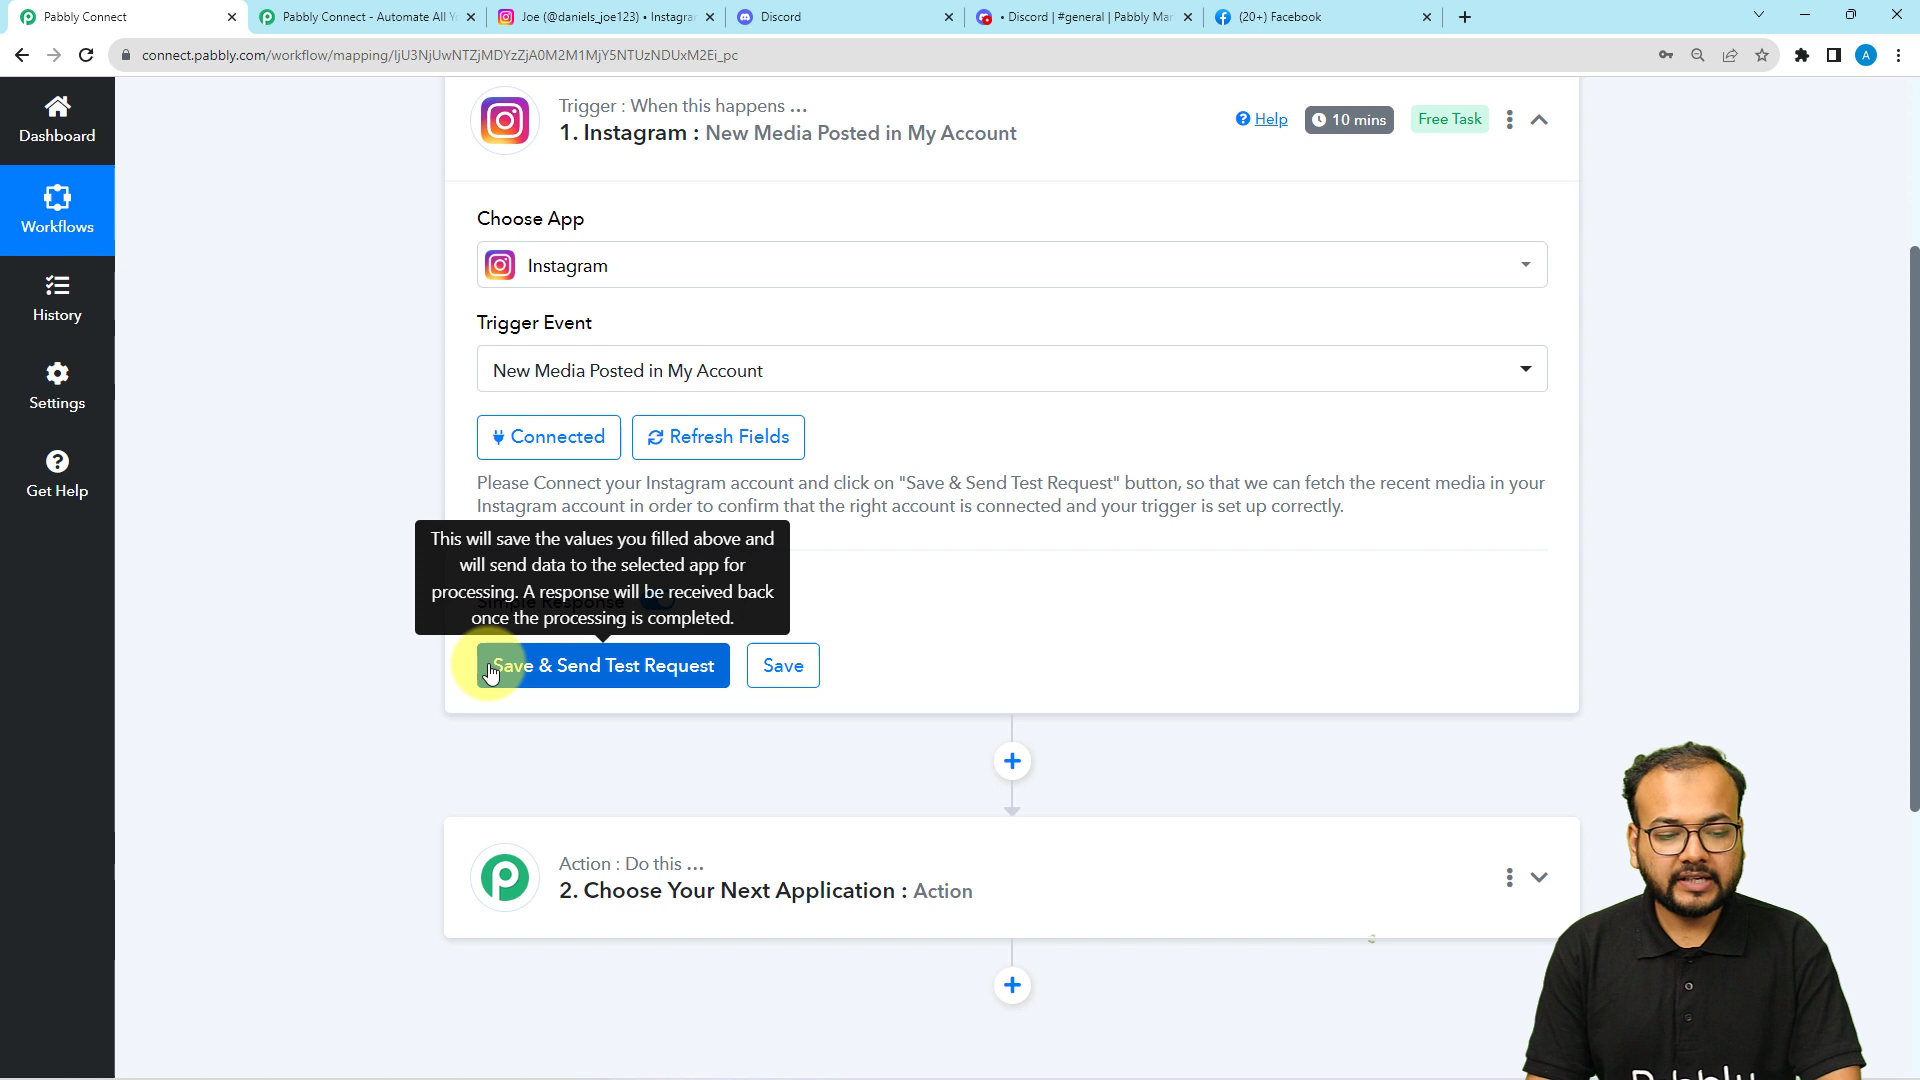 Pabbly Connect
Pabbly Connect - Automate All Y
Joe (@daniels_joe123) • Instagra
Discord
• Discord | #general | Pabbly Mar
(20+) Facebook
connect.pabbly.com/workflow/mapping/IjU3NjUwNTZjMDYzZjA0M2M1MjY5NTUzNDUxM2Ei_pc
A
Dashboard
Workflows
History
Settings
Get Help
Trigger : When this happens ...
1. Instagram : New Media Posted in My Account
Help
10 mins
Free Task
Choose App
Instagram
Trigger Event
New Media Posted in My Account
Connected
Refresh Fields
Please Connect your Instagram account and click on "Save & Send Test Request" button, so that we can fetch the recent media in your
Instagram account in order to confirm that the right account is connected and your trigger is set up correctly.
This will save the values you filled above and
will send data to the selected app for
processing. A response will be received back
once the processing is completed.
Simple Response
Save & Send Test Request
Save
Action : Do this ...
2. Choose Your Next Application : Action
Pabbly